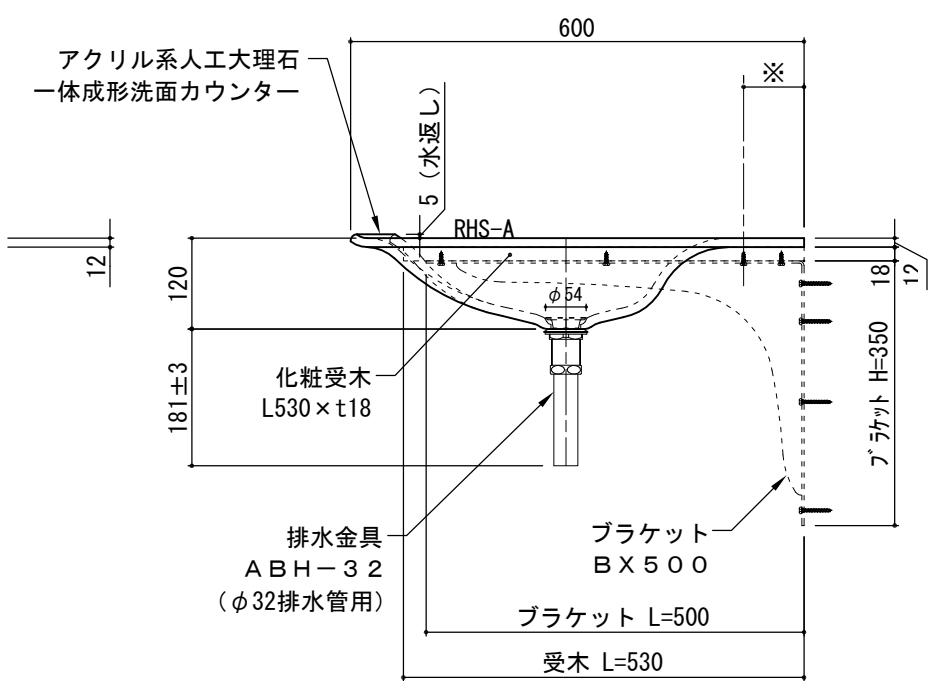 600
アクリル系人工大理石
一体成形洗面カウンター
※
5（水返し）
RHS-A
12
120
18
12
φ54
化粧受木
L530×t18
181±3
ブラケット H=350
排水金具
ＡＢＨ－３２
（φ32排水管用）
ブラケット
ＢＸ５００
ブラケット L=500
受木 L=530